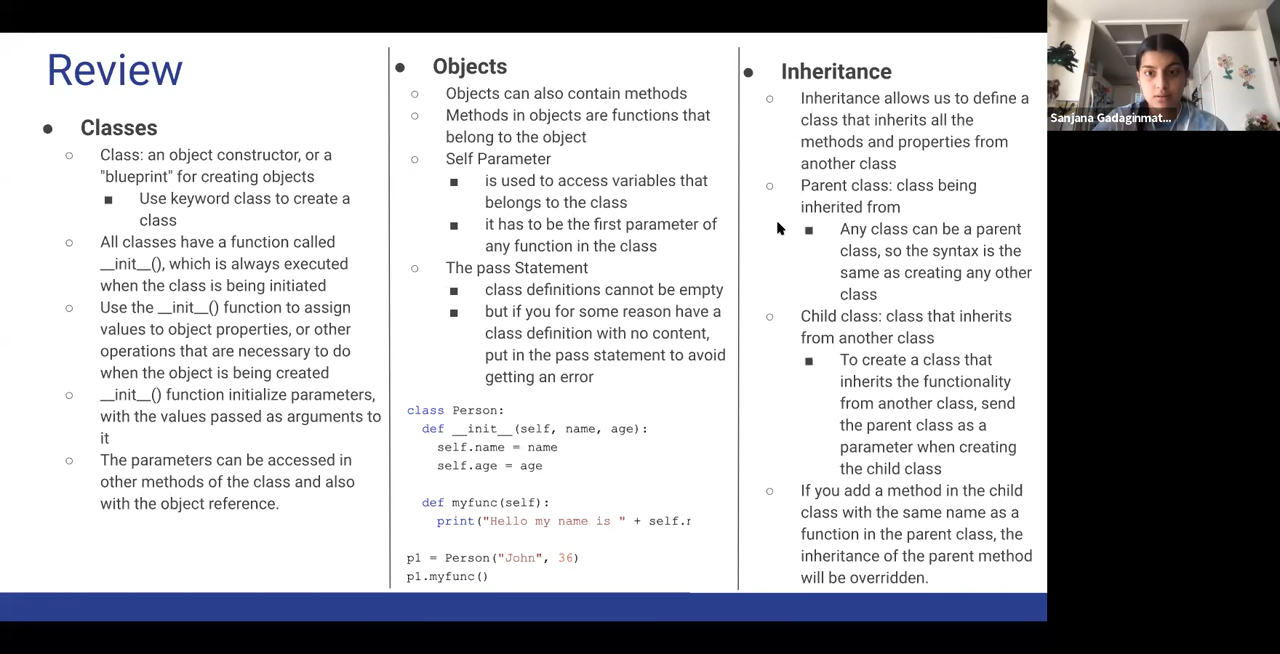 Review
● Classes
○ Class: an object constructor, or a
"blueprint" for creating objects
■ Use keyword class to create a
class
○ All classes have a function called
__init__(), which is always executed
when the class is being initiated
○ Use the __init__() function to assign
values to object properties, or other
operations that are necessary to do
when the object is being created
○ __init__() function initialize parameters,
with the values passed as arguments to
it
○ The parameters can be accessed in
other methods of the class and also
with the object reference.
● Objects
○ Objects can also contain methods
○ Methods in objects are functions that
belong to the object
○ Self Parameter
■ is used to access variables that
belongs to the class
■ it has to be the first parameter of
any function in the class
○ The pass Statement
■ class definitions cannot be empty
■ but if you for some reason have a
class definition with no content,
put in the pass statement to avoid
getting an error
class Person:
def __init__(self, name, age):
self.name = name
self.age = age
def myfunc(self):
print("Hello my name is " + self.
p1 = Person("John", 36)
p1.myfunc()
● Inheritance
○ Inheritance allows us to define a
class that inherits all the
methods and properties from
another class
○ Parent class: class being
inherited from
■ Any class can be a parent
class, so the syntax is the
same as creating any other
class
○ Child class: class that inherits
from another class
■ To create a class that
inherits the functionality
from another class, send
the parent class as a
parameter when creating
the child class
○ If you add a method in the child
class with the same name as a
function in the parent class, the
inheritance of the parent method
will be overridden.
Sanjana Gadaginmat...